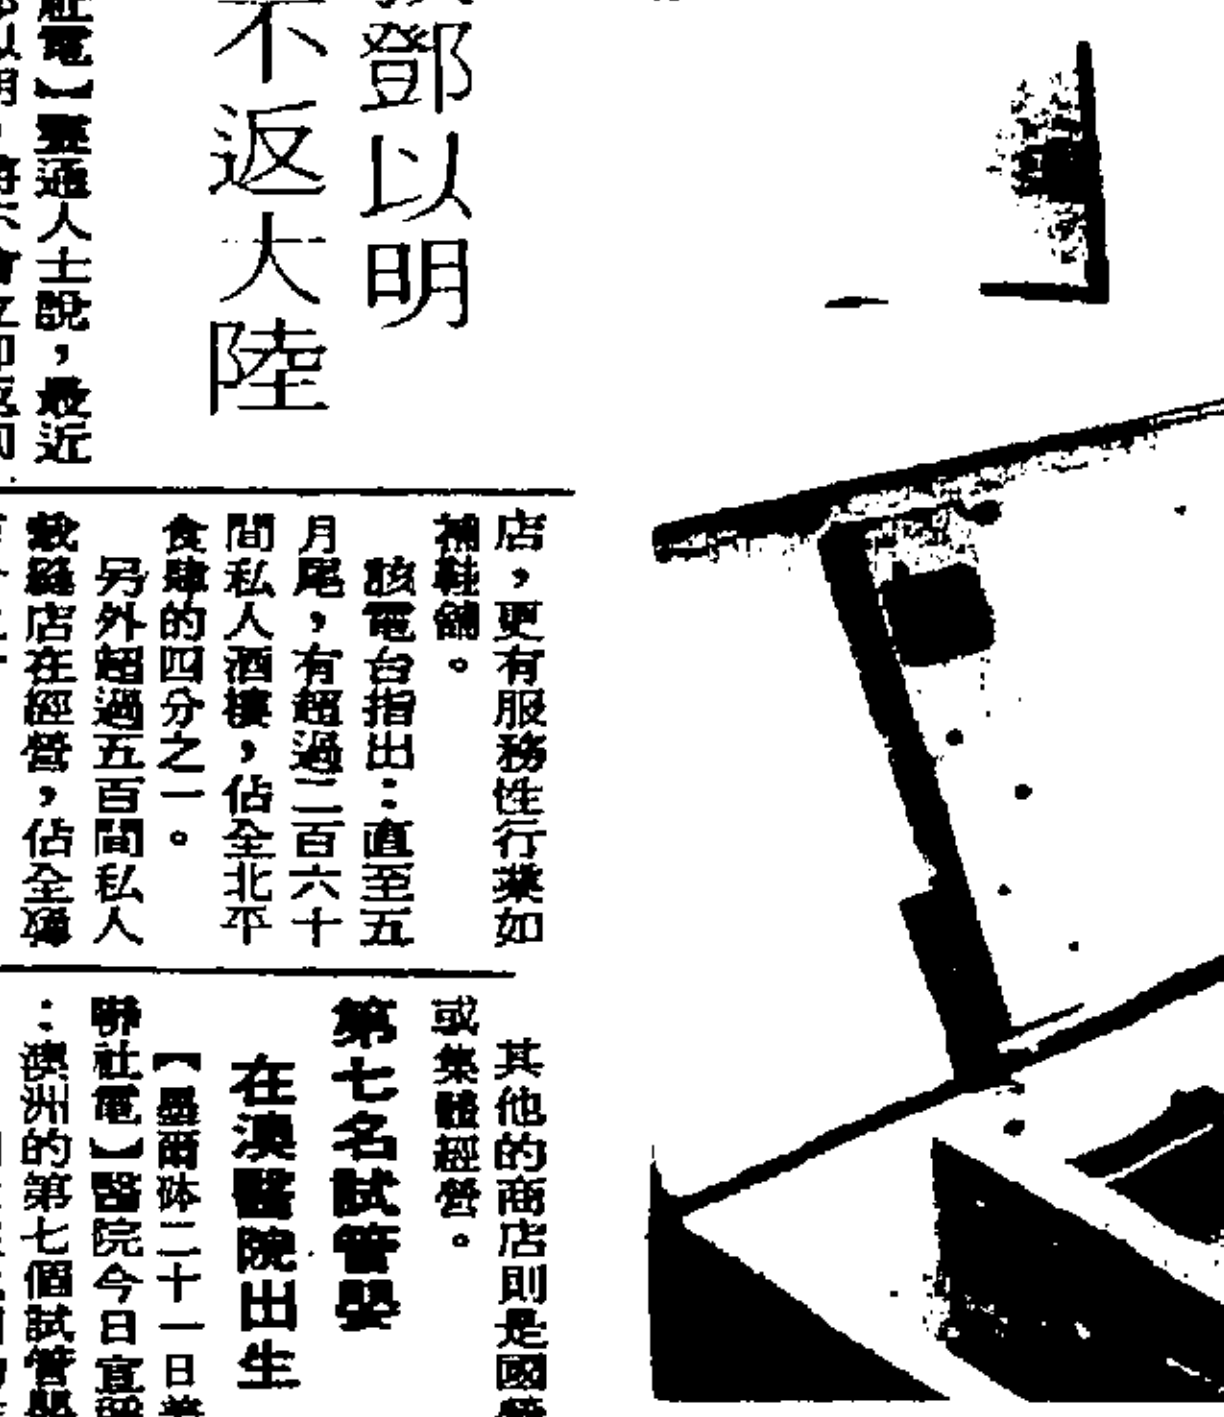 鄧以明
不返大陸
社電】靈通人士說，最近
店，更有服務性行業如
補鞋舖。
該電台指出：直至五
月尾，有超過二百六十
間私人酒樓，佔全北平
食肆的四分之一。
另外超過五百間私人
裁縫店在經營，佔全
其他的商店則是國營
或集體經營。
第七名試管嬰
在澳醫院出生
【墨爾砵二十一日
聯社電】醫院今日宣
：澳洲的第七個試管嬰